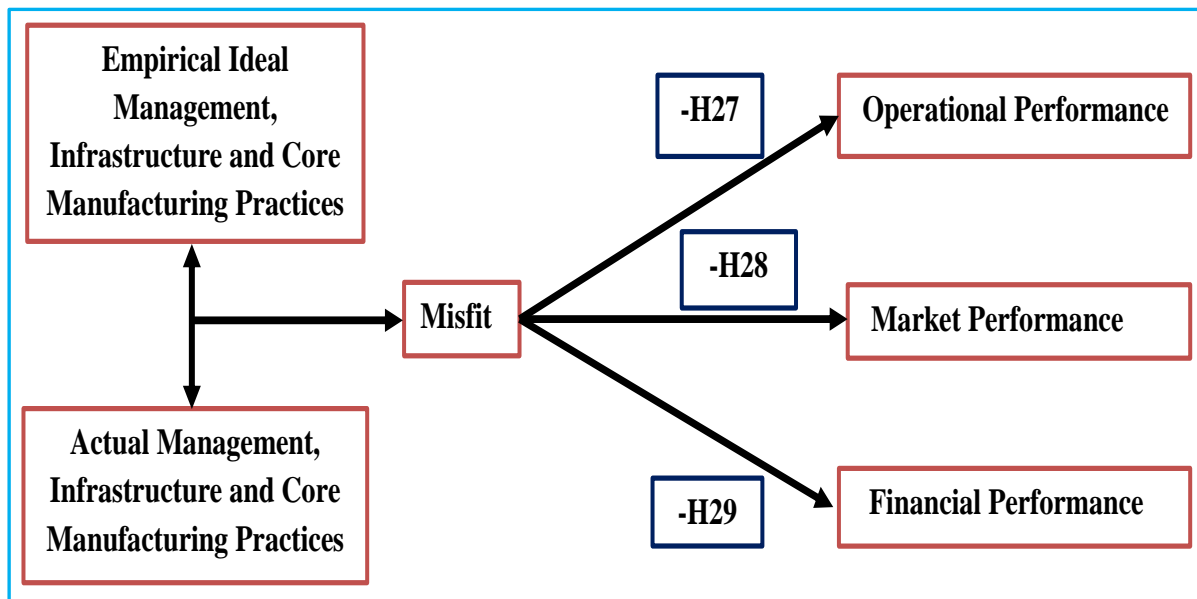 Empirical Ideal
Management,
Infrastructure and Core
Manufacturing Practices
Actual Management,
Infrastructure and Core
Manufacturing Practices
Misfit
-H27
-H28
-H29
Operational Performance
Market Performance
Financial Performance